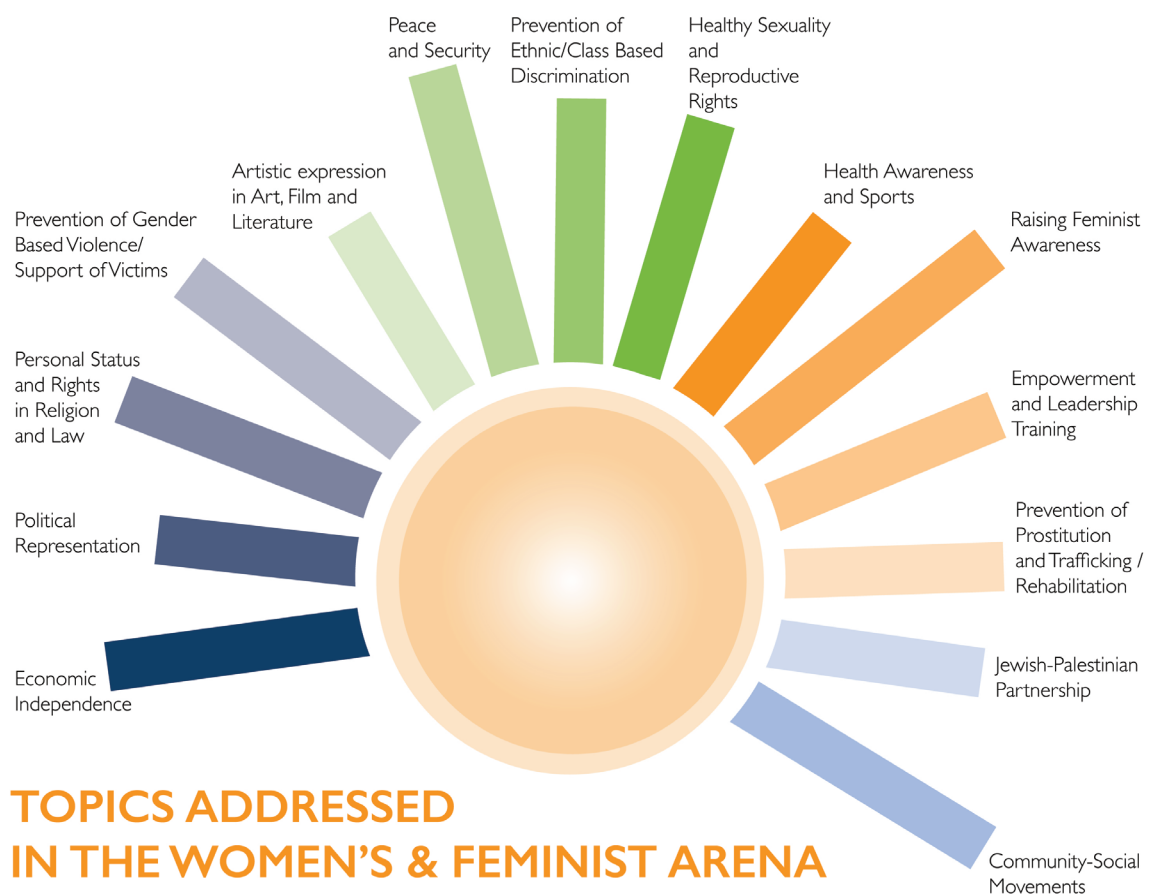 Peace
and Security
Prevention of
Ethnic/Class Based
Discrimination
Healthy Sexuality
and
Reproductive
Rights
Artistic expression
in Art, Film and
Literature
Health Awareness
and Sports
Prevention of Gender
Based Violence/
Support of Victims
Raising Feminist
Awareness
Personal Status
and Rights
in Religion
and Law
Empowerment
and Leadership
Training
Political
Representation
Prevention of
Prostitution
and Trafficking /
Rehabilitation
Economic
Independence
Jewish-Palestinian
Partnership
Community-Social
Movements
TOPICS ADDRESSED
IN THE WOMEN'S & FEMINIST ARENA